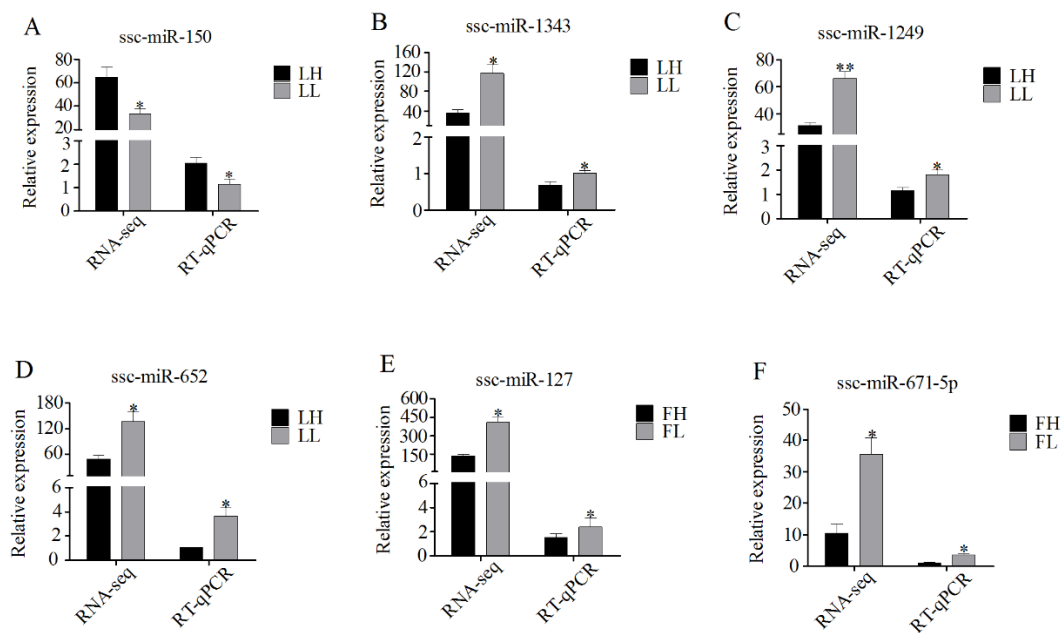 A
ssc-miR-150
Relative expression
80
60
40
20
3
2
1
0
*
*
LH
LL
RNA-seq
RT-qPCR
B
ssc-miR-1343
Relative expression
160
120
80
40
2
1
0
*
*
LH
LL
RNA-seq
RT-qPCR
C
ssc-miR-1249
Relative expression
80
60
40
3
2
1
0
**
*
LH
LL
RNA-seq
RT-qPCR
D
ssc-miR-652
Relative expression
180
120
60
6
4
2
0
*
*
LH
LL
RNA-seq
RT-qPCR
E
ssc-miR-127
Relative expression
600
450
300
150
6
4
2
0
*
*
FH
FL
RNA-seq
RT-qPCR
F
ssc-miR-671-5p
Relative expression
50
40
30
20
10
0
*
*
FH
FL
RNA-seq
RT-qPCR